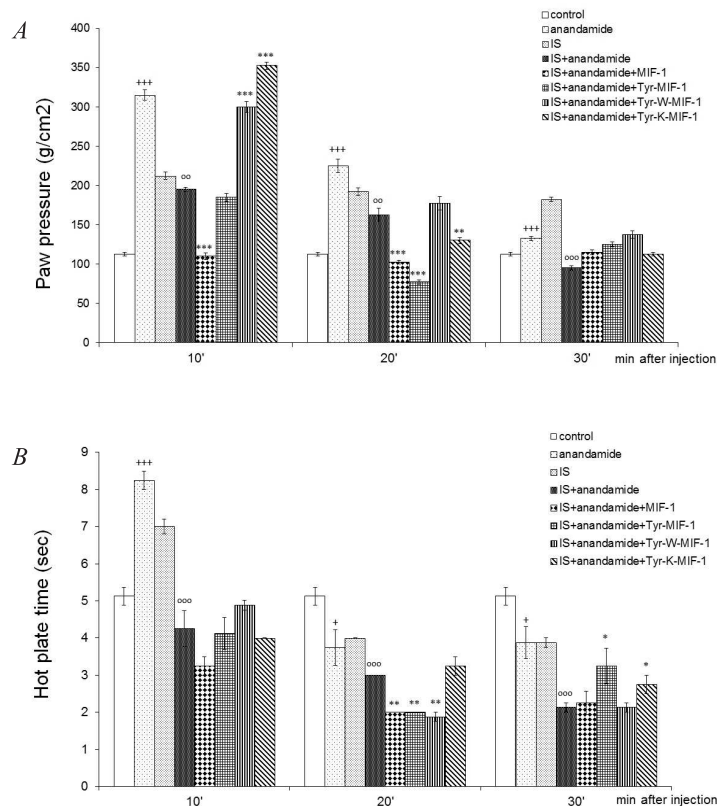 A
Paw pressure (g/cm2)
400
350
300
250
200
150
100
50
0
control
anandamide
IS
IS+anandamide
IS+anandamide+MIF-1
IS+anandamide+Tyr-MIF-1
IS+anandamide+Tyr-W-MIF-1
IS+anandamide+Tyr-K-MIF-1
+++
oo
***
***
***
+++
oo
***
***
**
+++
ooo
10'
20'
30'
min after injection
B
Hot plate time (sec)
9
8
7
6
5
4
3
2
1
0
control
anandamide
IS
IS+anandamide
IS+anandamide+MIF-1
IS+anandamide+Tyr-MIF-1
IS+anandamide+Tyr-W-MIF-1
IS+anandamide+Tyr-K-MIF-1
+++
ooo
+
ooo
**
**
**
+
ooo
*
*
10'
20'
30'
min after injection